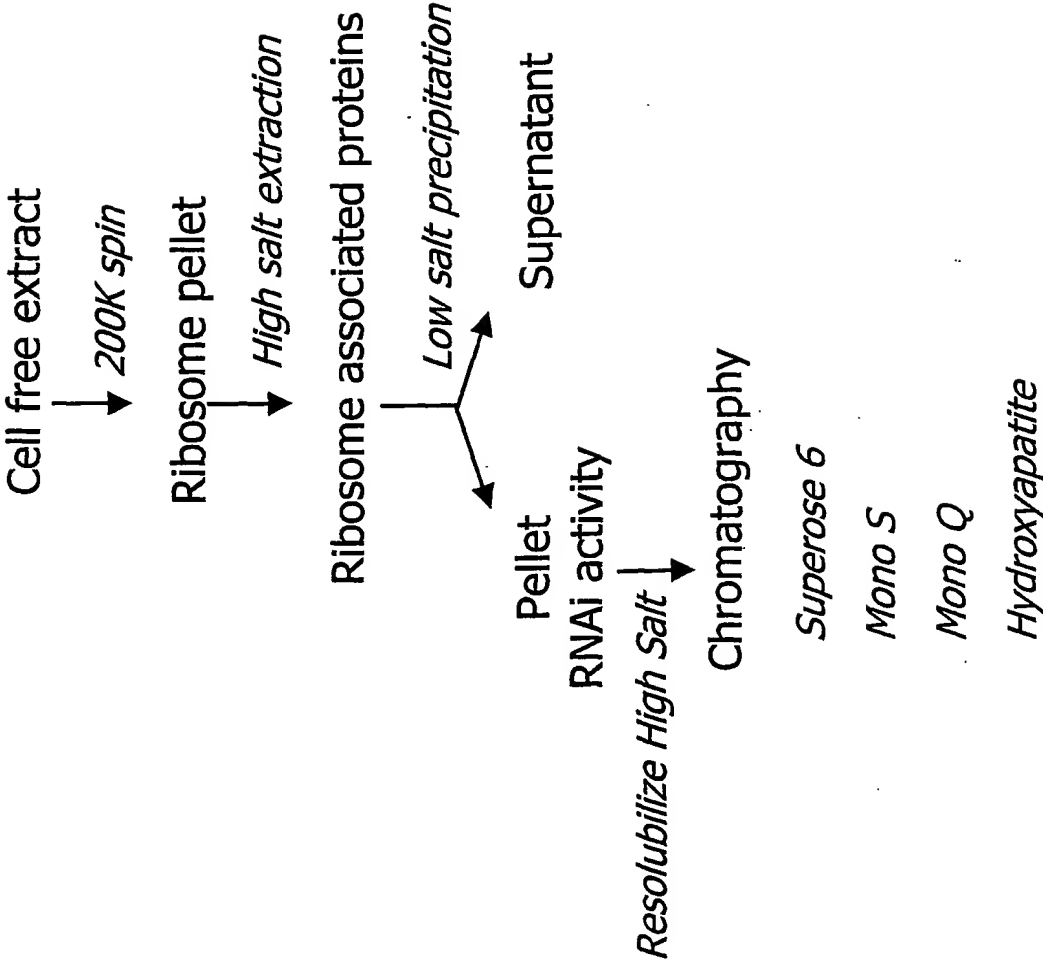 Cell free extract
200K spin
Ribosome pellet
High salt extraction
Ribosome associated proteins
Low salt precipitation
Pellet
RNAi activity
Supernatant
Resolubilize High Salt
Chromatography
Superose 6
Mono S
Mono Q
Hydroxyapatite